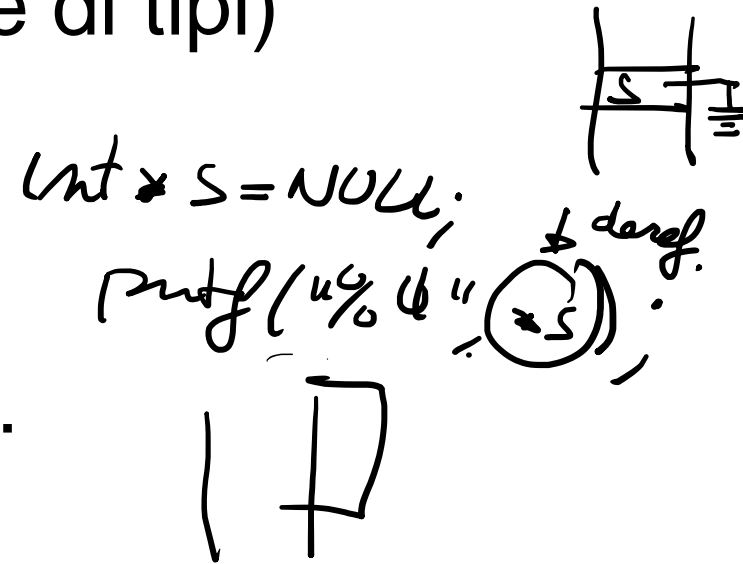 e di tipi)
S
int * S = NULL;
deref.
printf("%d", *S);
.